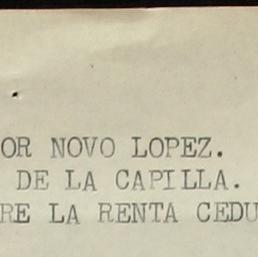 OR NOVO LOPEZ.
DE LA CAPILLA.
RE LA RENTA CEDU